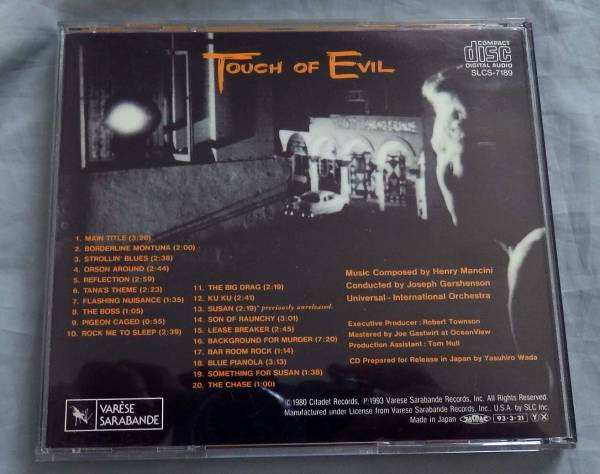 TOUCH OF EVIL
COMPACT
disc
DIGITAL AUDIO
SLCS-7189
1. MAIN TITLE (3:26)
2. BORDERLINE MONTUNA (2:00)
3. STROLLIN' BLUES (2:38)
4. ORSON AROUND (2:44)
5. REFLECTION (2:59)
6. TANA'S THEME (2:23)
7. FLASHING NUISANCE (1:35)
8. THE BOSS (1:05)
9. PIGEON CAGED (0:55)
10. ROCK ME TO SLEEP (2:39)
11. THE BIG DRAG (2:19)
12. KU KU (2:41)
13. SUSAN (2:19)* previously unreleased.
14. SON OF RAUNCHY (3:01)
15. LEASE BREAKER (2:45)
16. BACKGROUND FOR MURDER (7:20)
17. BAR ROOM ROCK (1:14)
18. BLUE PIANOLA (3:13)
19. SOMETHING FOR SUSAN (1:38)
20. THE CHASE (1:00)
Music Composed by Henry Mancini
Conducted by Joseph Gershenson
Universal - International Orchestra
Executive Producer : Robert Townson
Mastered by Joe Gastwirt at OceanView
Production Assistant : Tom Null
CD Prepared for Release in Japan by Yasuhiro Wada
VARÈSE
SARABANDE
©1980 Citadel Records, ℗1993 Varese Sarabande Records, Inc. All Rights Reserved.
Manufactured under License from Varese Sarabande Records, Inc., U.S.A. by SLC Inc.
Made in Japan 93·3·21 Y X